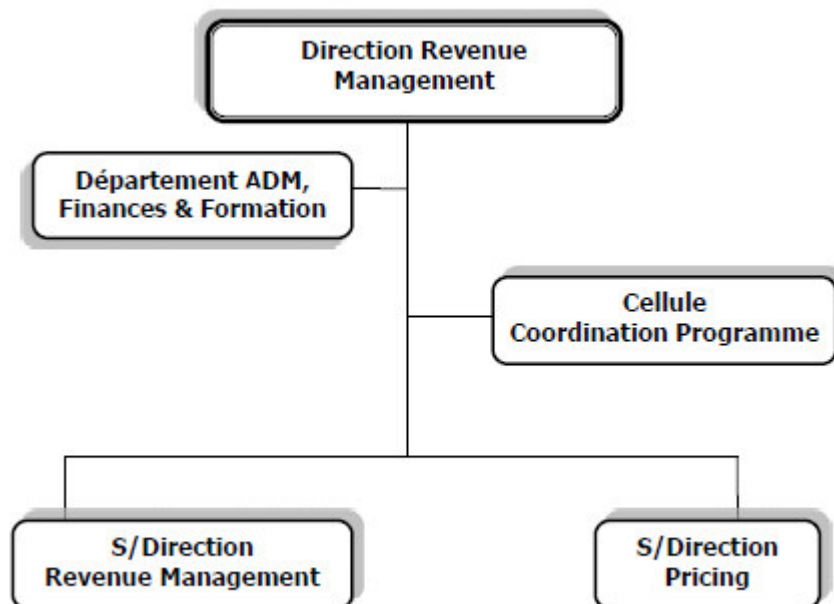 Direction Revenue
Management
Département ADM,
Finances & Formation
Cellule
Coordination Programme
S/Direction
Revenue Management
S/Direction
Pricing